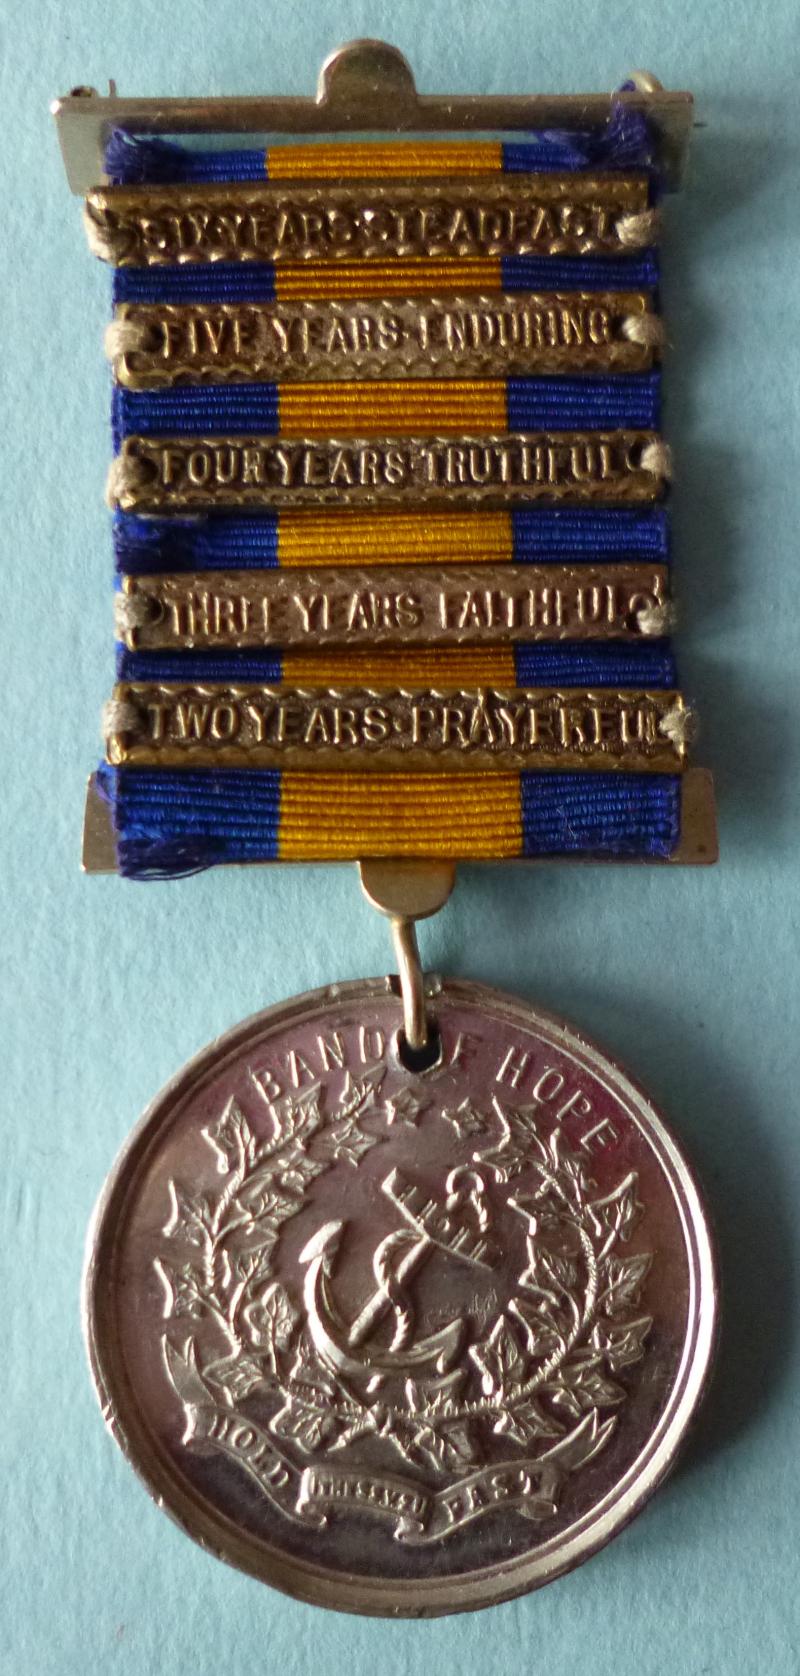 SIX·YEARS·STEADFAST
FIVE YEARS·ENDURING
FOUR·YEARS·TRUTHFUL
THREE YEARS FAITHFUL
TWO YEARS·PRAYERFUL
BAND OF HOPE
HOLD
FAST